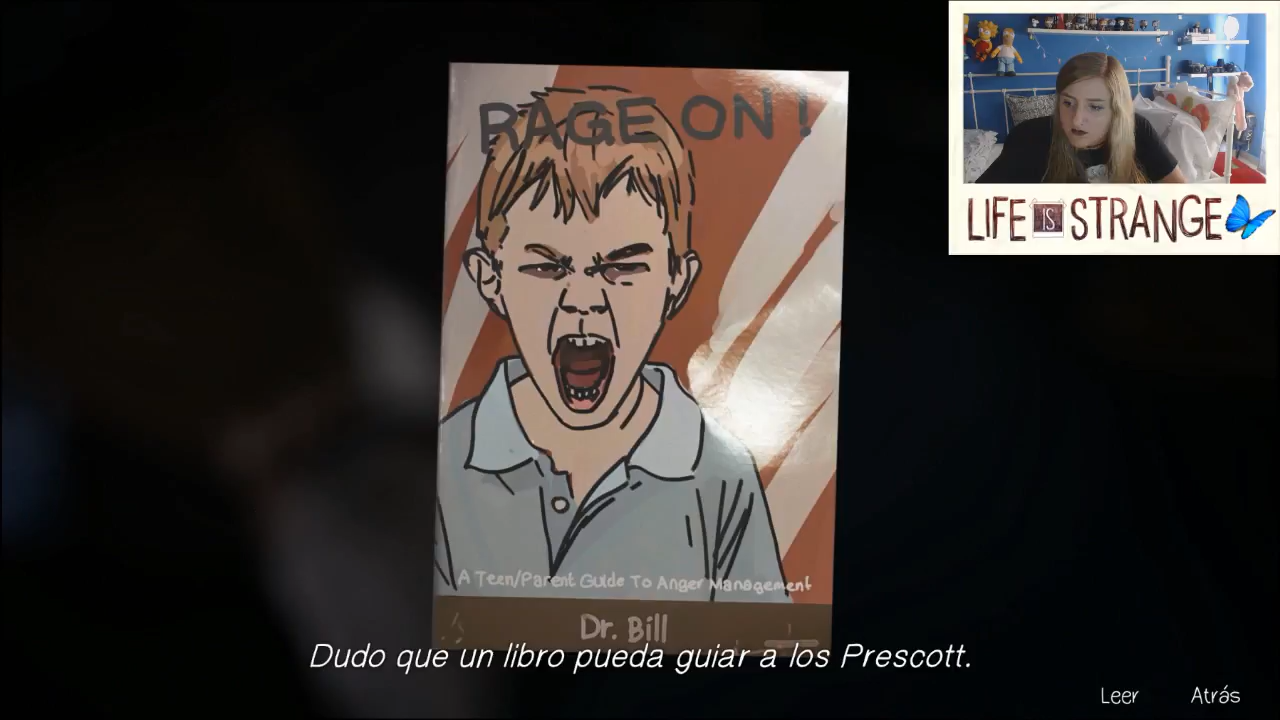 RAGE ON!
LIFE IS STRANGE
A Teen/Parent Guide To Anger Management
Dr. Bill
Dudo que un libro pueda guiar a los Prescott.
Leer
Atrás